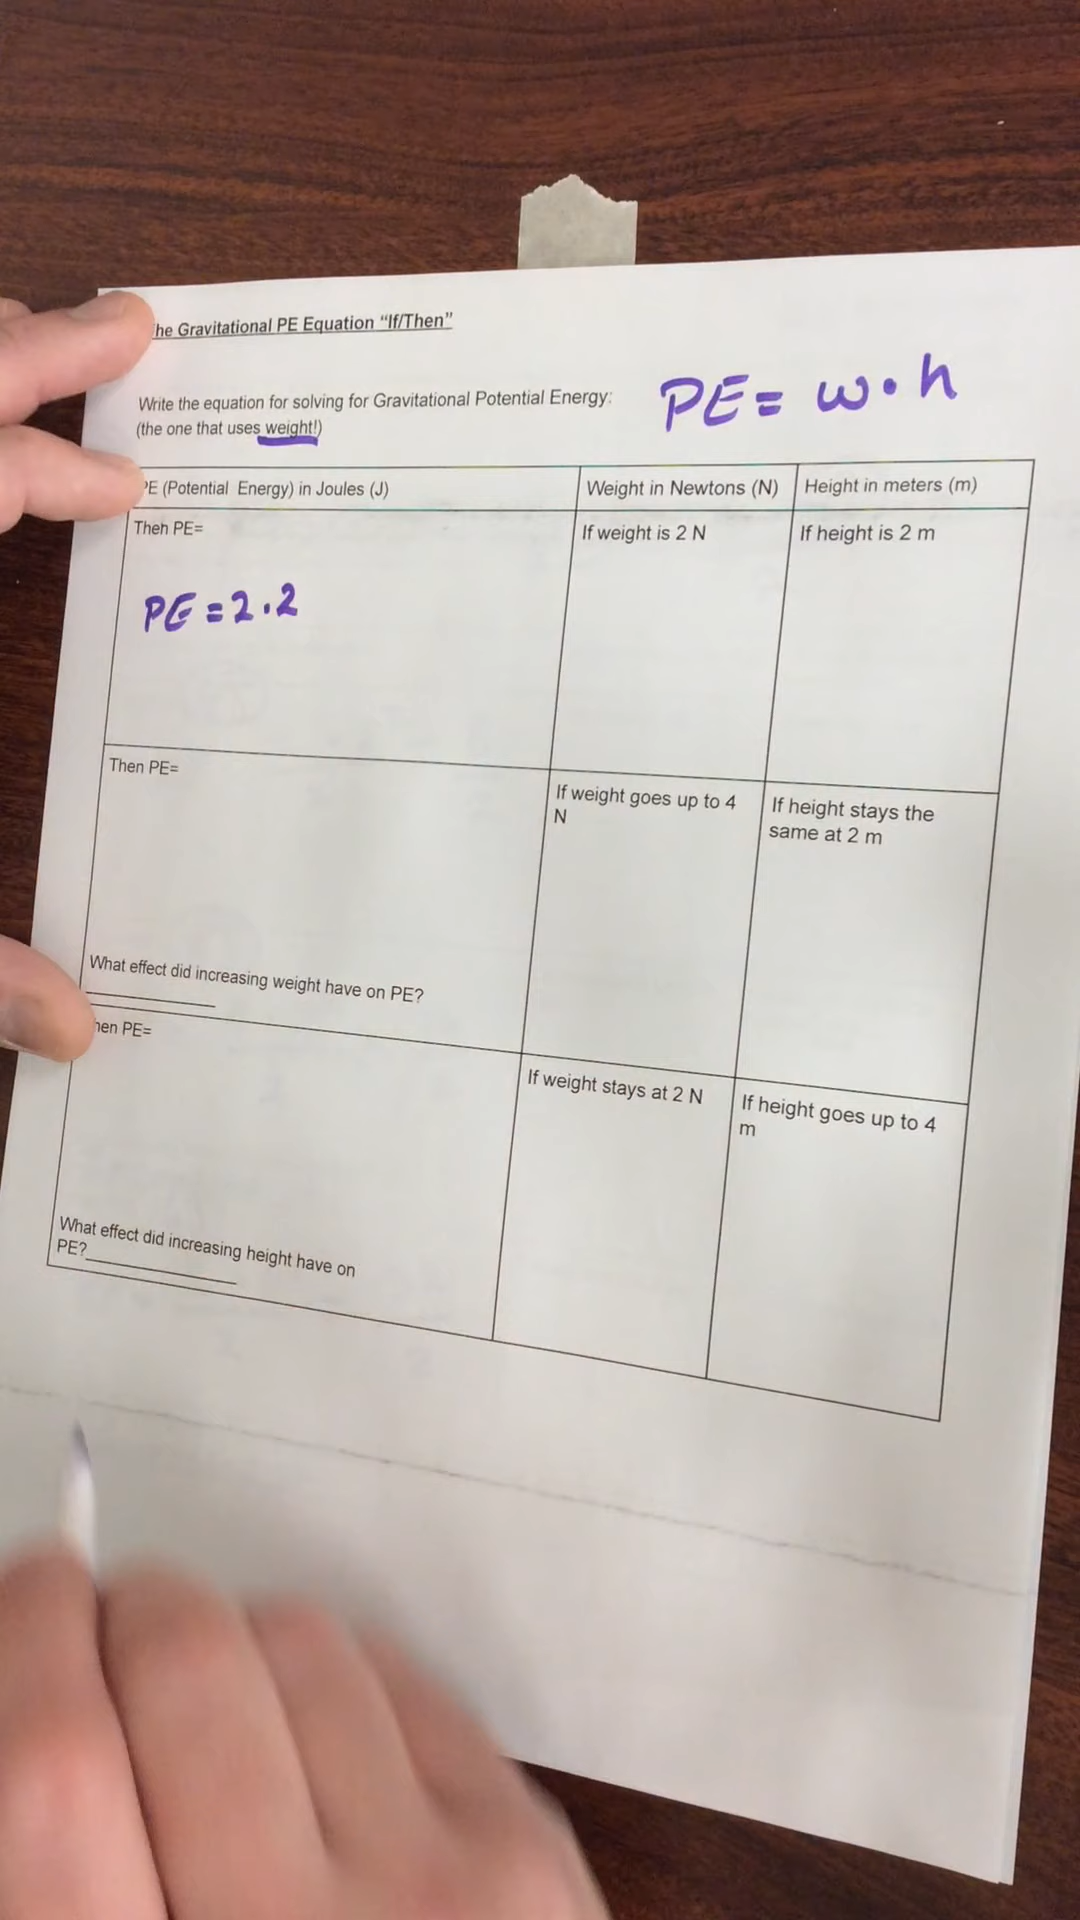 he Gravitational PE Equation "If/Then"
Write the equation for solving for Gravitational Potential Energy:
(the one that uses weight!)
PE = w • h
PE (Potential Energy) in Joules (J)
Weight in Newtons (N)
Height in meters (m)
Then PE=
PE = 2 • 2
If weight is 2 N
If height is 2 m
Then PE=
What effect did increasing weight have on PE?
If weight goes up to 4
N
If height stays the
same at 2 m
hen PE=
What effect did increasing height have on
PE?
If weight stays at 2 N
If height goes up to 4
m